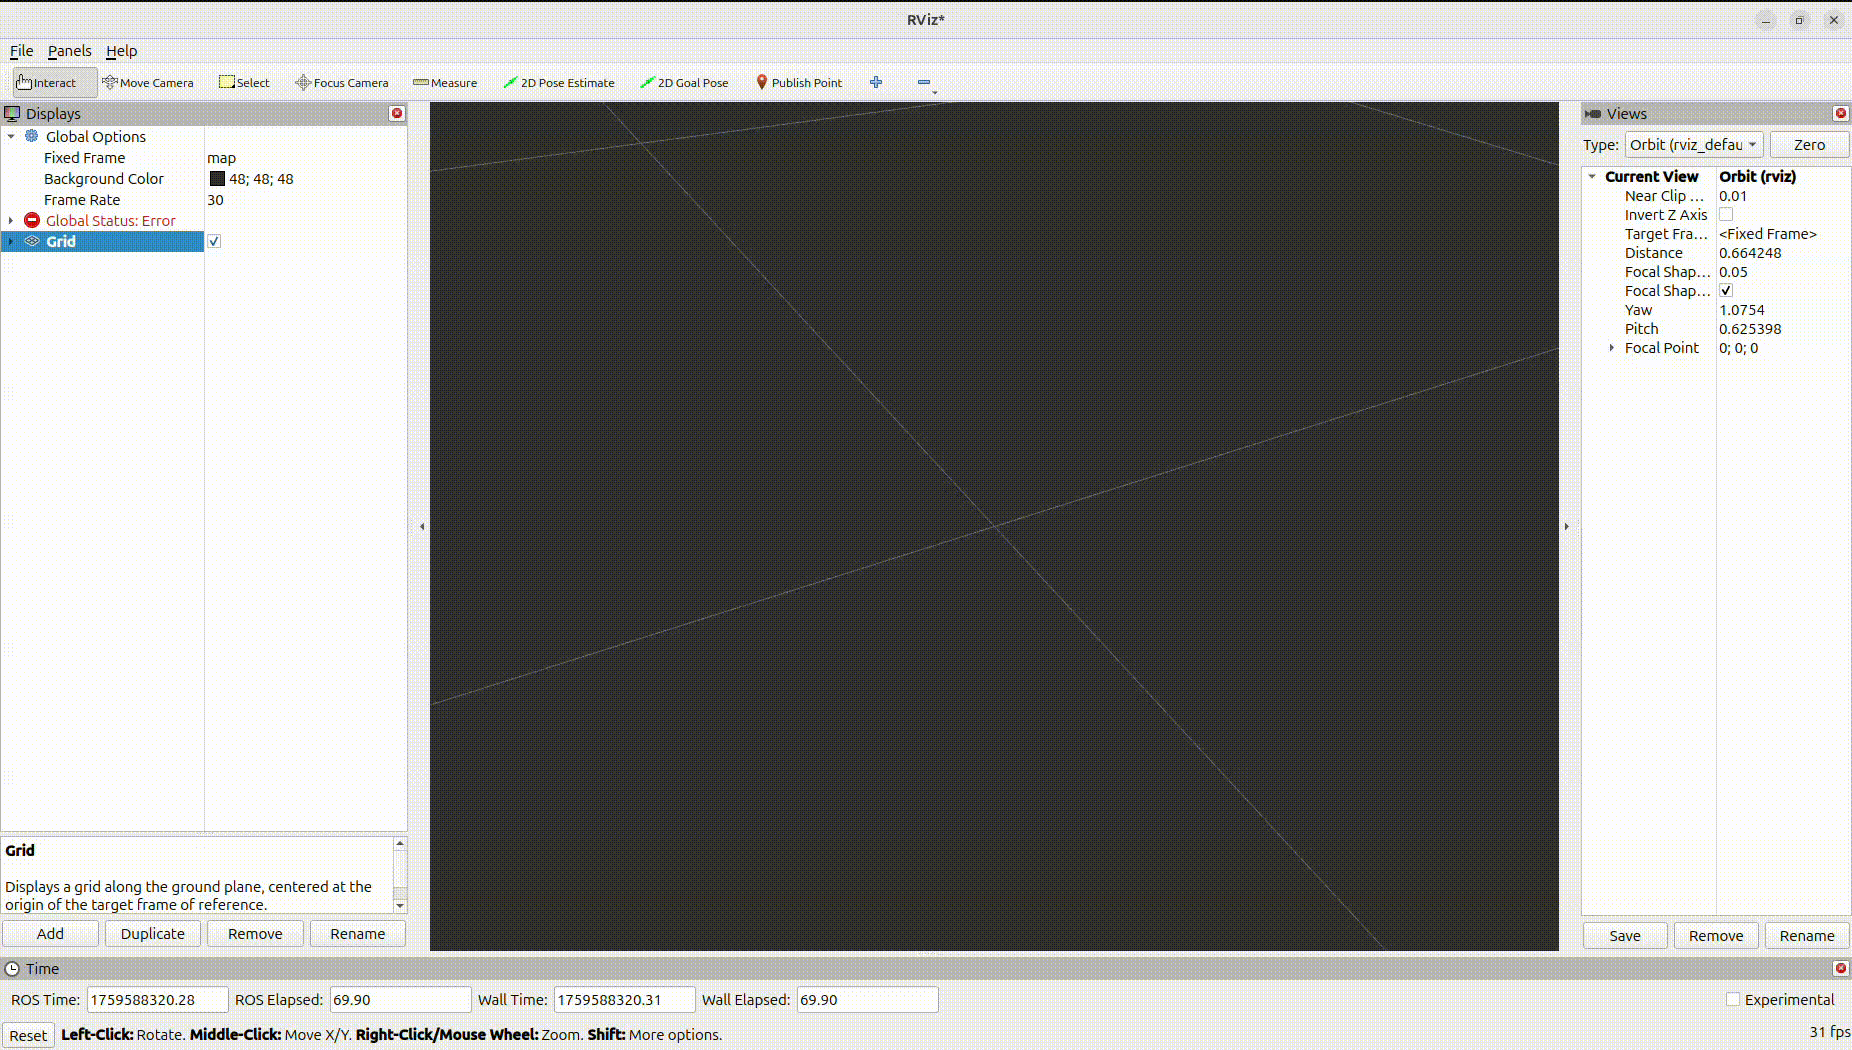 RViz*
File Panels Help
Interact Move Camera Select Focus Camera Measure 2D Pose Estimate 2D Goal Pose Publish Point
Displays
Global Options
Fixed Frame map
Background Color 48; 48; 48
Frame Rate 30
Global Status: Error
Grid
Grid
Displays a grid along the ground plane, centered at the
origin of the target frame of reference.
Add Duplicate Remove Rename
Views
Type: Orbit (rviz_defau Zero
Current View Orbit (rviz)
Near Clip ... 0.01
Invert Z Axis
Target Fra... <Fixed Frame>
Distance 0.664248
Focal Shap... 0.05
Focal Shap...
Yaw 1.0754
Pitch 0.625398
Focal Point 0; 0; 0
Save Remove Rename
Time
ROS Time: 1759588320.28 ROS Elapsed: 69.90 Wall Time: 1759588320.31 Wall Elapsed: 69.90 Experimental
Reset Left-Click: Rotate. Middle-Click: Move X/Y. Right-Click/Mouse Wheel: Zoom. Shift: More options. 31 fps